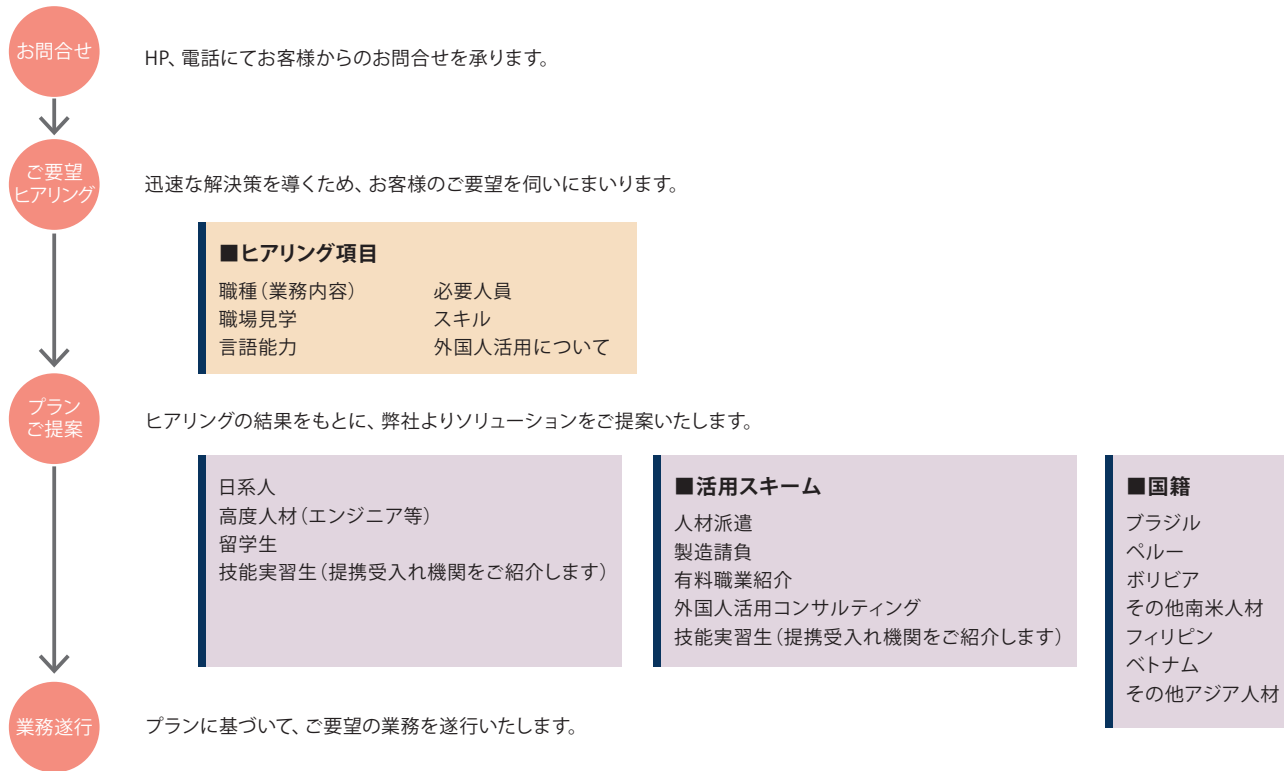 お問合せ
HP、電話にてお客様からのお問合せを承ります。
ご要望
ヒアリング
迅速な解決策を導くため、お客様のご要望を伺いにまいります。
■ヒアリング項目
職種（業務内容）
職場見学
言語能力
必要人員
スキル
外国人活用について
プラン
ご提案
ヒアリングの結果をもとに、弊社よりソリューションをご提案いたします。
日系人
高度人材（エンジニア等）
留学生
技能実習生（提携受入れ機関をご紹介します）
■活用スキーム
人材派遣
製造請負
有料職業紹介
外国人活用コンサルティング
技能実習生（提携受入れ機関をご紹介します）
■国籍
ブラジル
ペルー
ボリビア
その他南米人材
フィリピン
ベトナム
その他アジア人材
業務遂行
プランに基づいて、ご要望の業務を遂行いたします。